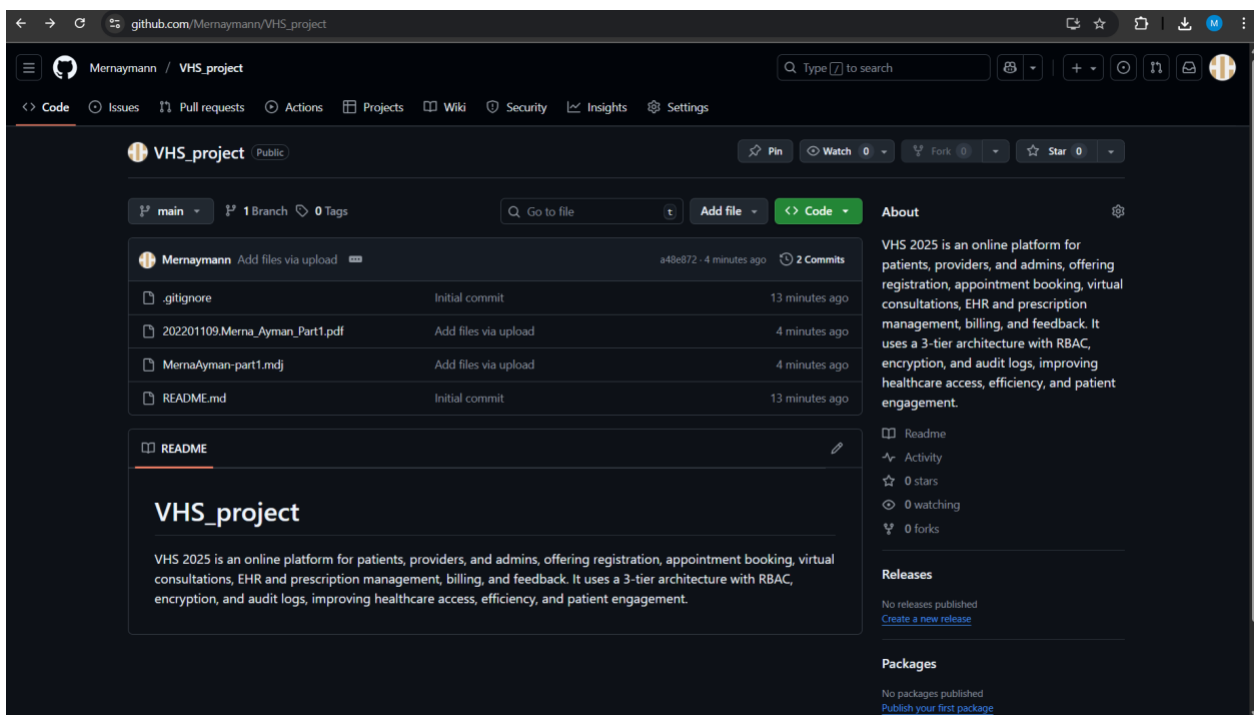 github.com/Mernaymann/VHS_project
M
Mernaymann / VHS_project
Type / to search
Code Issues Pull requests Actions Projects Wiki Security Insights Settings
VHS_project Public
Pin Watch 0 Fork 0 Star 0
main 1 Branch 0 Tags
Go to file t
Add file Code
Mernaymann Add files via upload
a48e872 · 4 minutes ago 2 Commits
.gitignore Initial commit 13 minutes ago
202201109.Merna_Ayman_Part1.pdf Add files via upload 4 minutes ago
MernaAyman-part1.mdj Add files via upload 4 minutes ago
README.md Initial commit 13 minutes ago
README
VHS_project
VHS 2025 is an online platform for patients, providers, and admins, offering registration, appointment booking, virtual
consultations, EHR and prescription management, billing, and feedback. It uses a 3-tier architecture with RBAC,
encryption, and audit logs, improving healthcare access, efficiency, and patient engagement.
About
VHS 2025 is an online platform for
patients, providers, and admins, offering
registration, appointment booking, virtual
consultations, EHR and prescription
management, billing, and feedback. It
uses a 3-tier architecture with RBAC,
encryption, and audit logs, improving
healthcare access, efficiency, and patient
engagement.
Readme
Activity
0 stars
0 watching
0 forks
Releases
No releases published
Create a new release
Packages
No packages published
Publish your first package